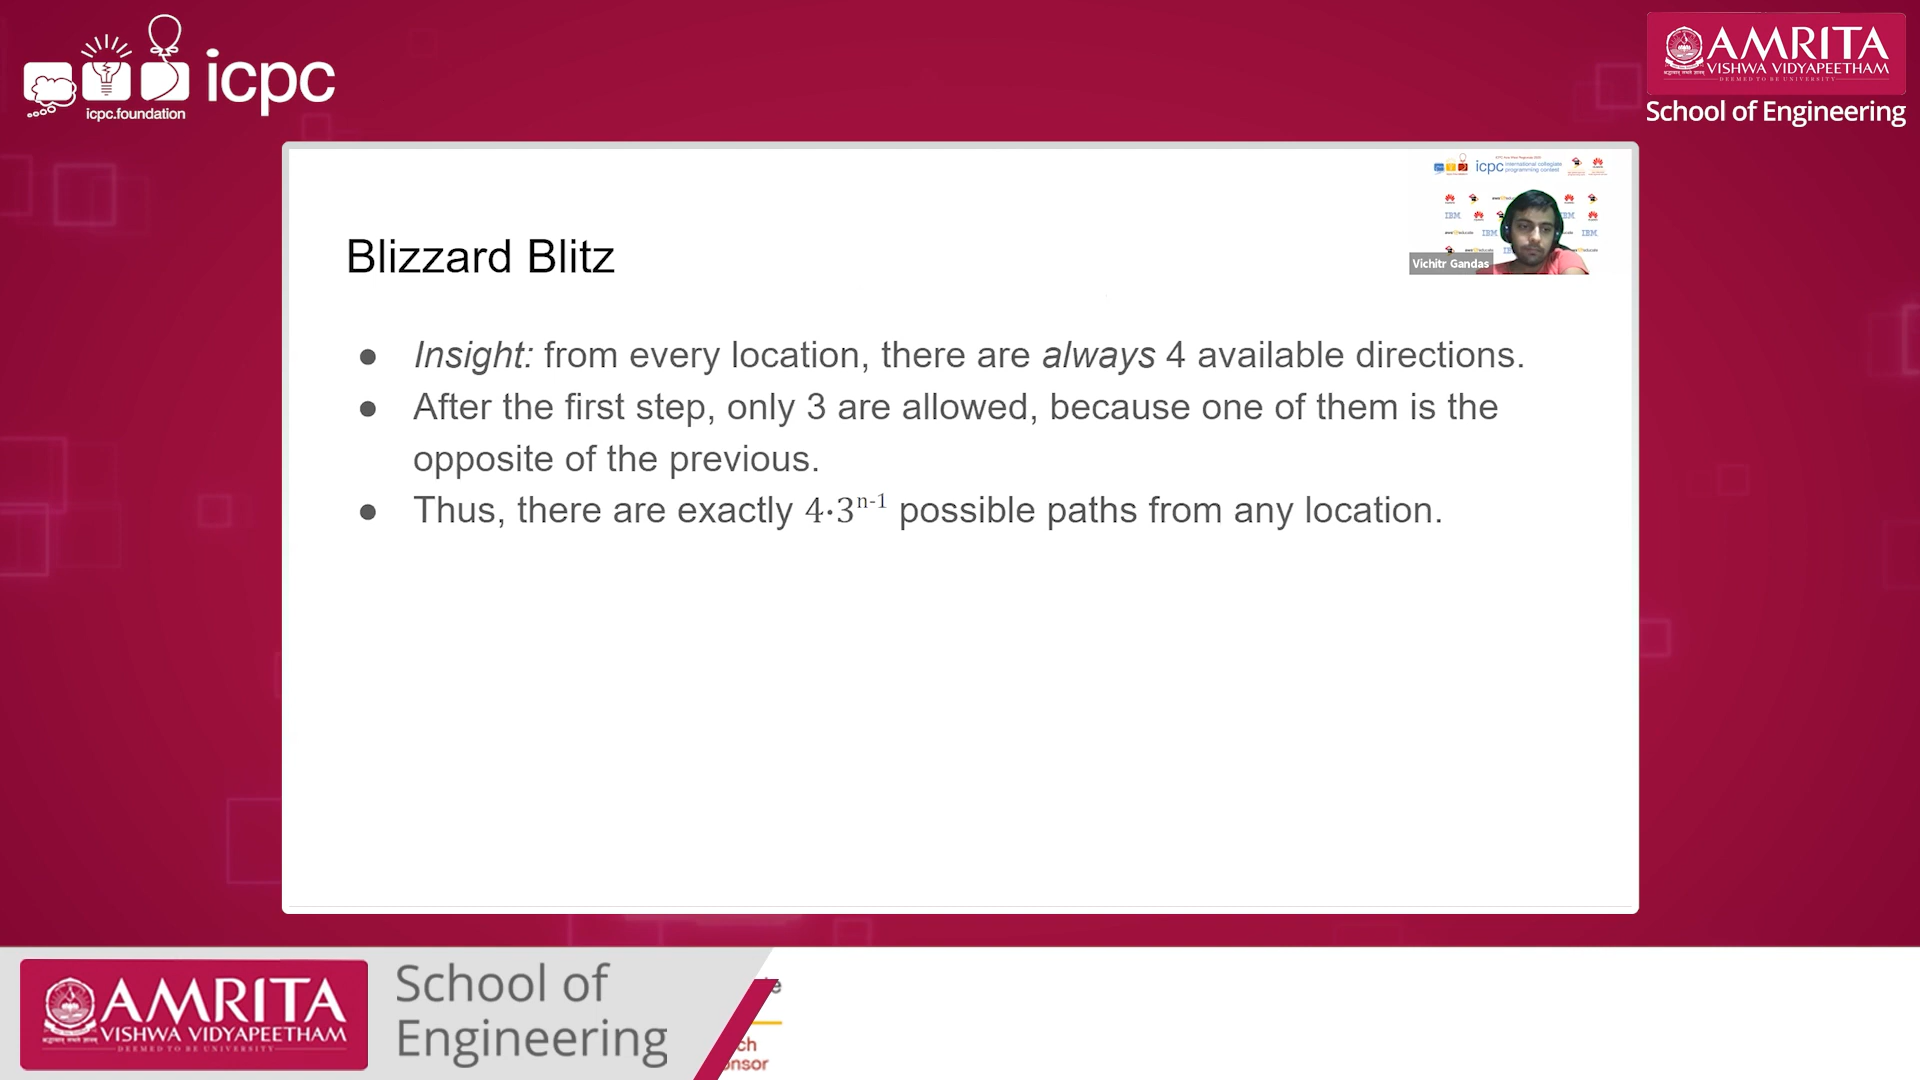 icpc
icpc.foundation
AMRITA
VISHWA VIDYAPEETHAM
DEEMED TO BE UNIVERSITY
School of Engineering
icpc international collegiate
programming contest
IBM
IBM
IBM
IBM
Vichitr Gandas
Blizzard Blitz
● Insight: from every location, there are always 4 available directions.
● After the first step, only 3 are allowed, because one of them is the
opposite of the previous.
● Thus, there are exactly 4·3ⁿ⁻¹ possible paths from any location.
AMRITA
VISHWA VIDYAPEETHAM
DEEMED TO BE UNIVERSITY
School of
Engineering